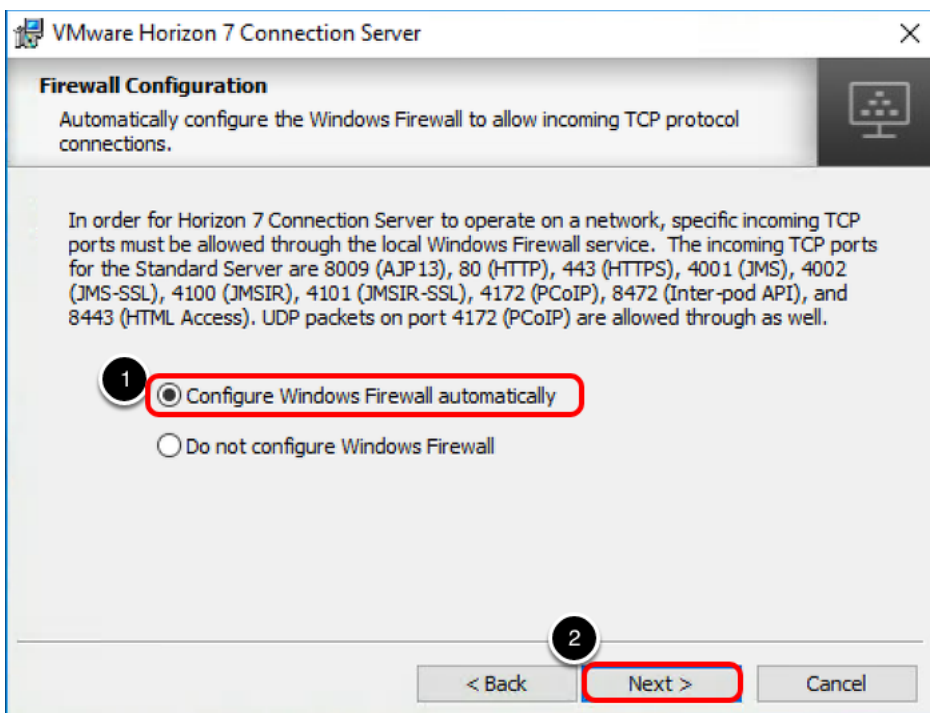 VMware Horizon 7 Connection Server
Firewall Configuration
Automatically configure the Windows Firewall to allow incoming TCP protocol
connections.
In order for Horizon 7 Connection Server to operate on a network, specific incoming TCP
ports must be allowed through the local Windows Firewall service. The incoming TCP ports
for the Standard Server are 8009 (AJP13), 80 (HTTP), 443 (HTTPS), 4001 (JMS), 4002
(JMS-SSL), 4100 (JMSIR), 4101 (JMSIR-SSL), 4172 (PCoIP), 8472 (Inter-pod API), and
8443 (HTML Access). UDP packets on port 4172 (PCoIP) are allowed through as well.
1
Configure Windows Firewall automatically
Do not configure Windows Firewall
2
< Back Next > Cancel